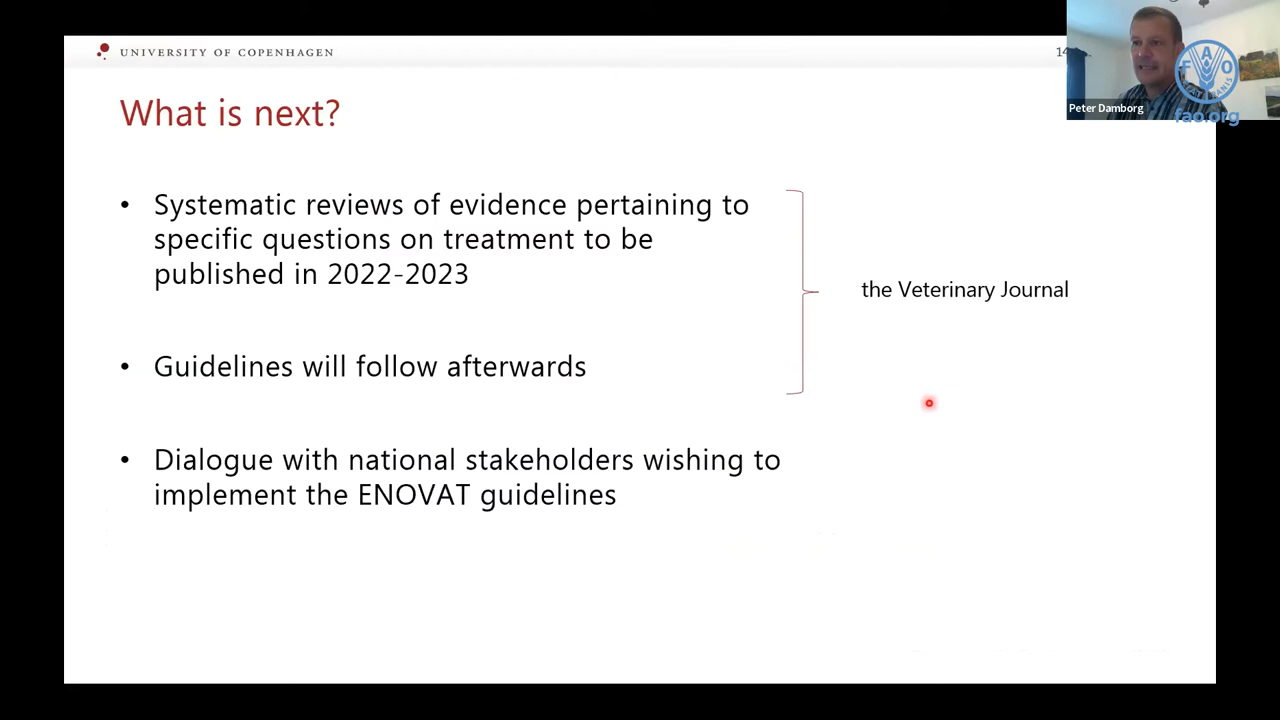 UNIVERSITY OF COPENHAGEN
What is next?
• Systematic reviews of evidence pertaining to
specific questions on treatment to be
published in 2022-2023
the Veterinary Journal
• Guidelines will follow afterwards
• Dialogue with national stakeholders wishing to
implement the ENOVAT guidelines
Peter Damborg
F A O
fao.org